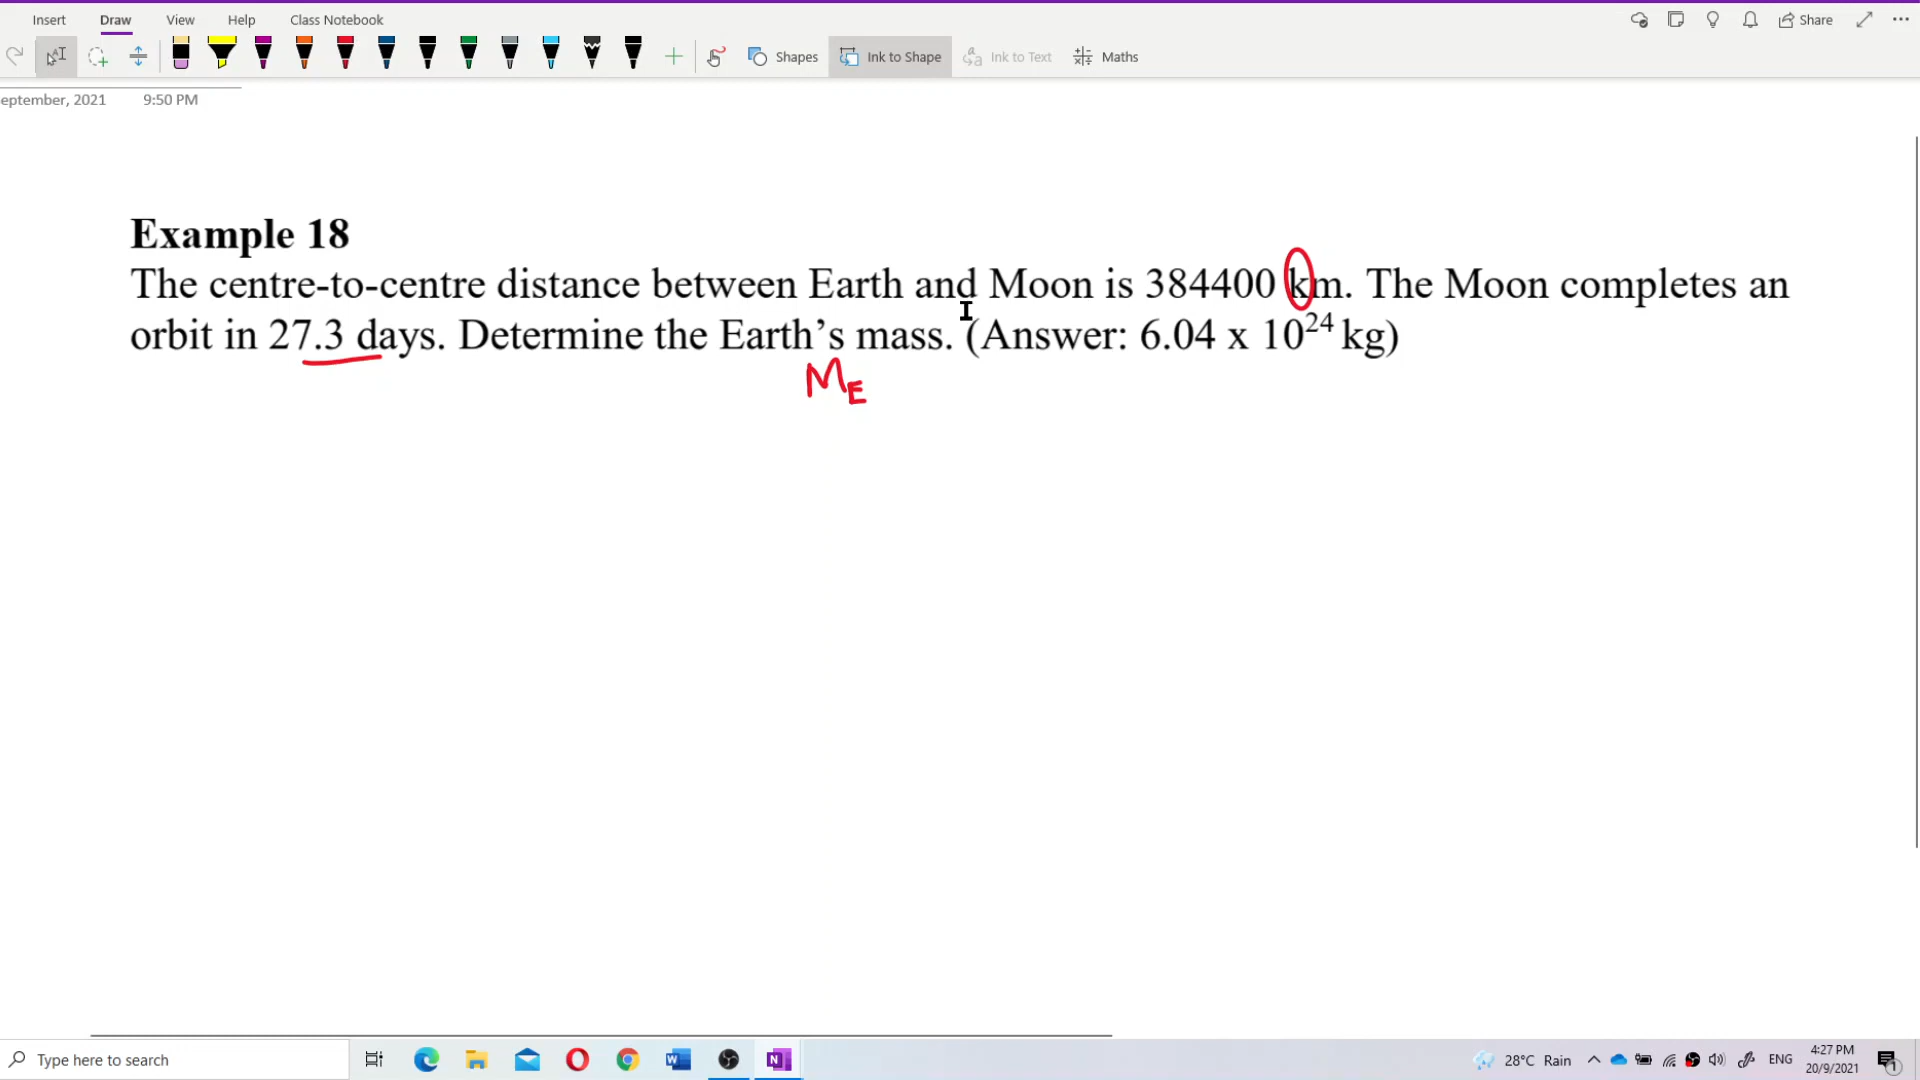 Insert Draw View Help Class Notebook Share
Shapes Ink to Shape Ink to Text Maths
eptember, 2021 9:50 PM
Example 18
The centre-to-centre distance between Earth and Moon is 384400 km. The Moon completes an
orbit in 27.3 days. Determine the Earth’s mass. (Answer: 6.04 x 10²⁴ kg)
M_E
Type here to search 28°C Rain ENG 4:27 PM
20/9/2021